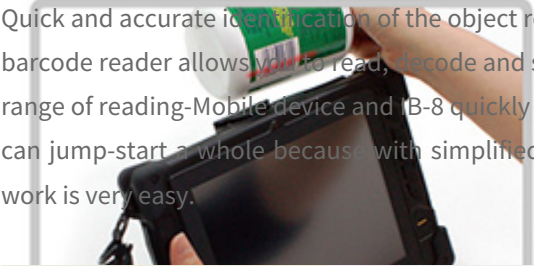 Quick and accurate identification of the object
barcode reader allows you to read, decode and
range of reading-Mobile device and IB-8 quickly
can jump-start a whole because with simplified
work is very easy.